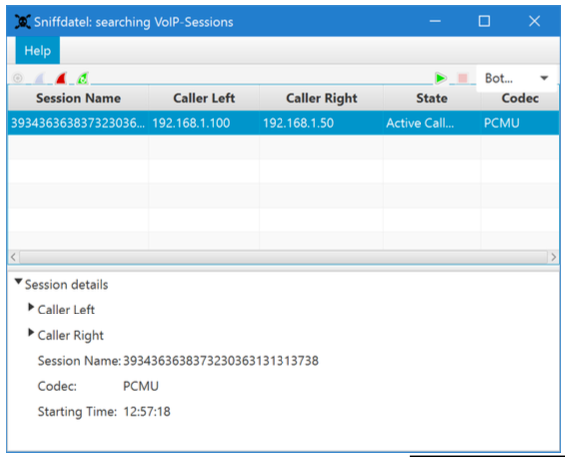 Sniffdatel: searching VoIP-Sessions
Help
Bot...
Session Name Caller Left Caller Right State Codec
393436363837323036... 192.168.1.100 192.168.1.50 Active Call... PCMU
Session details
Caller Left
Caller Right
Session Name: 3934363638373230363131313738
Codec: PCMU
Starting Time: 12:57:18